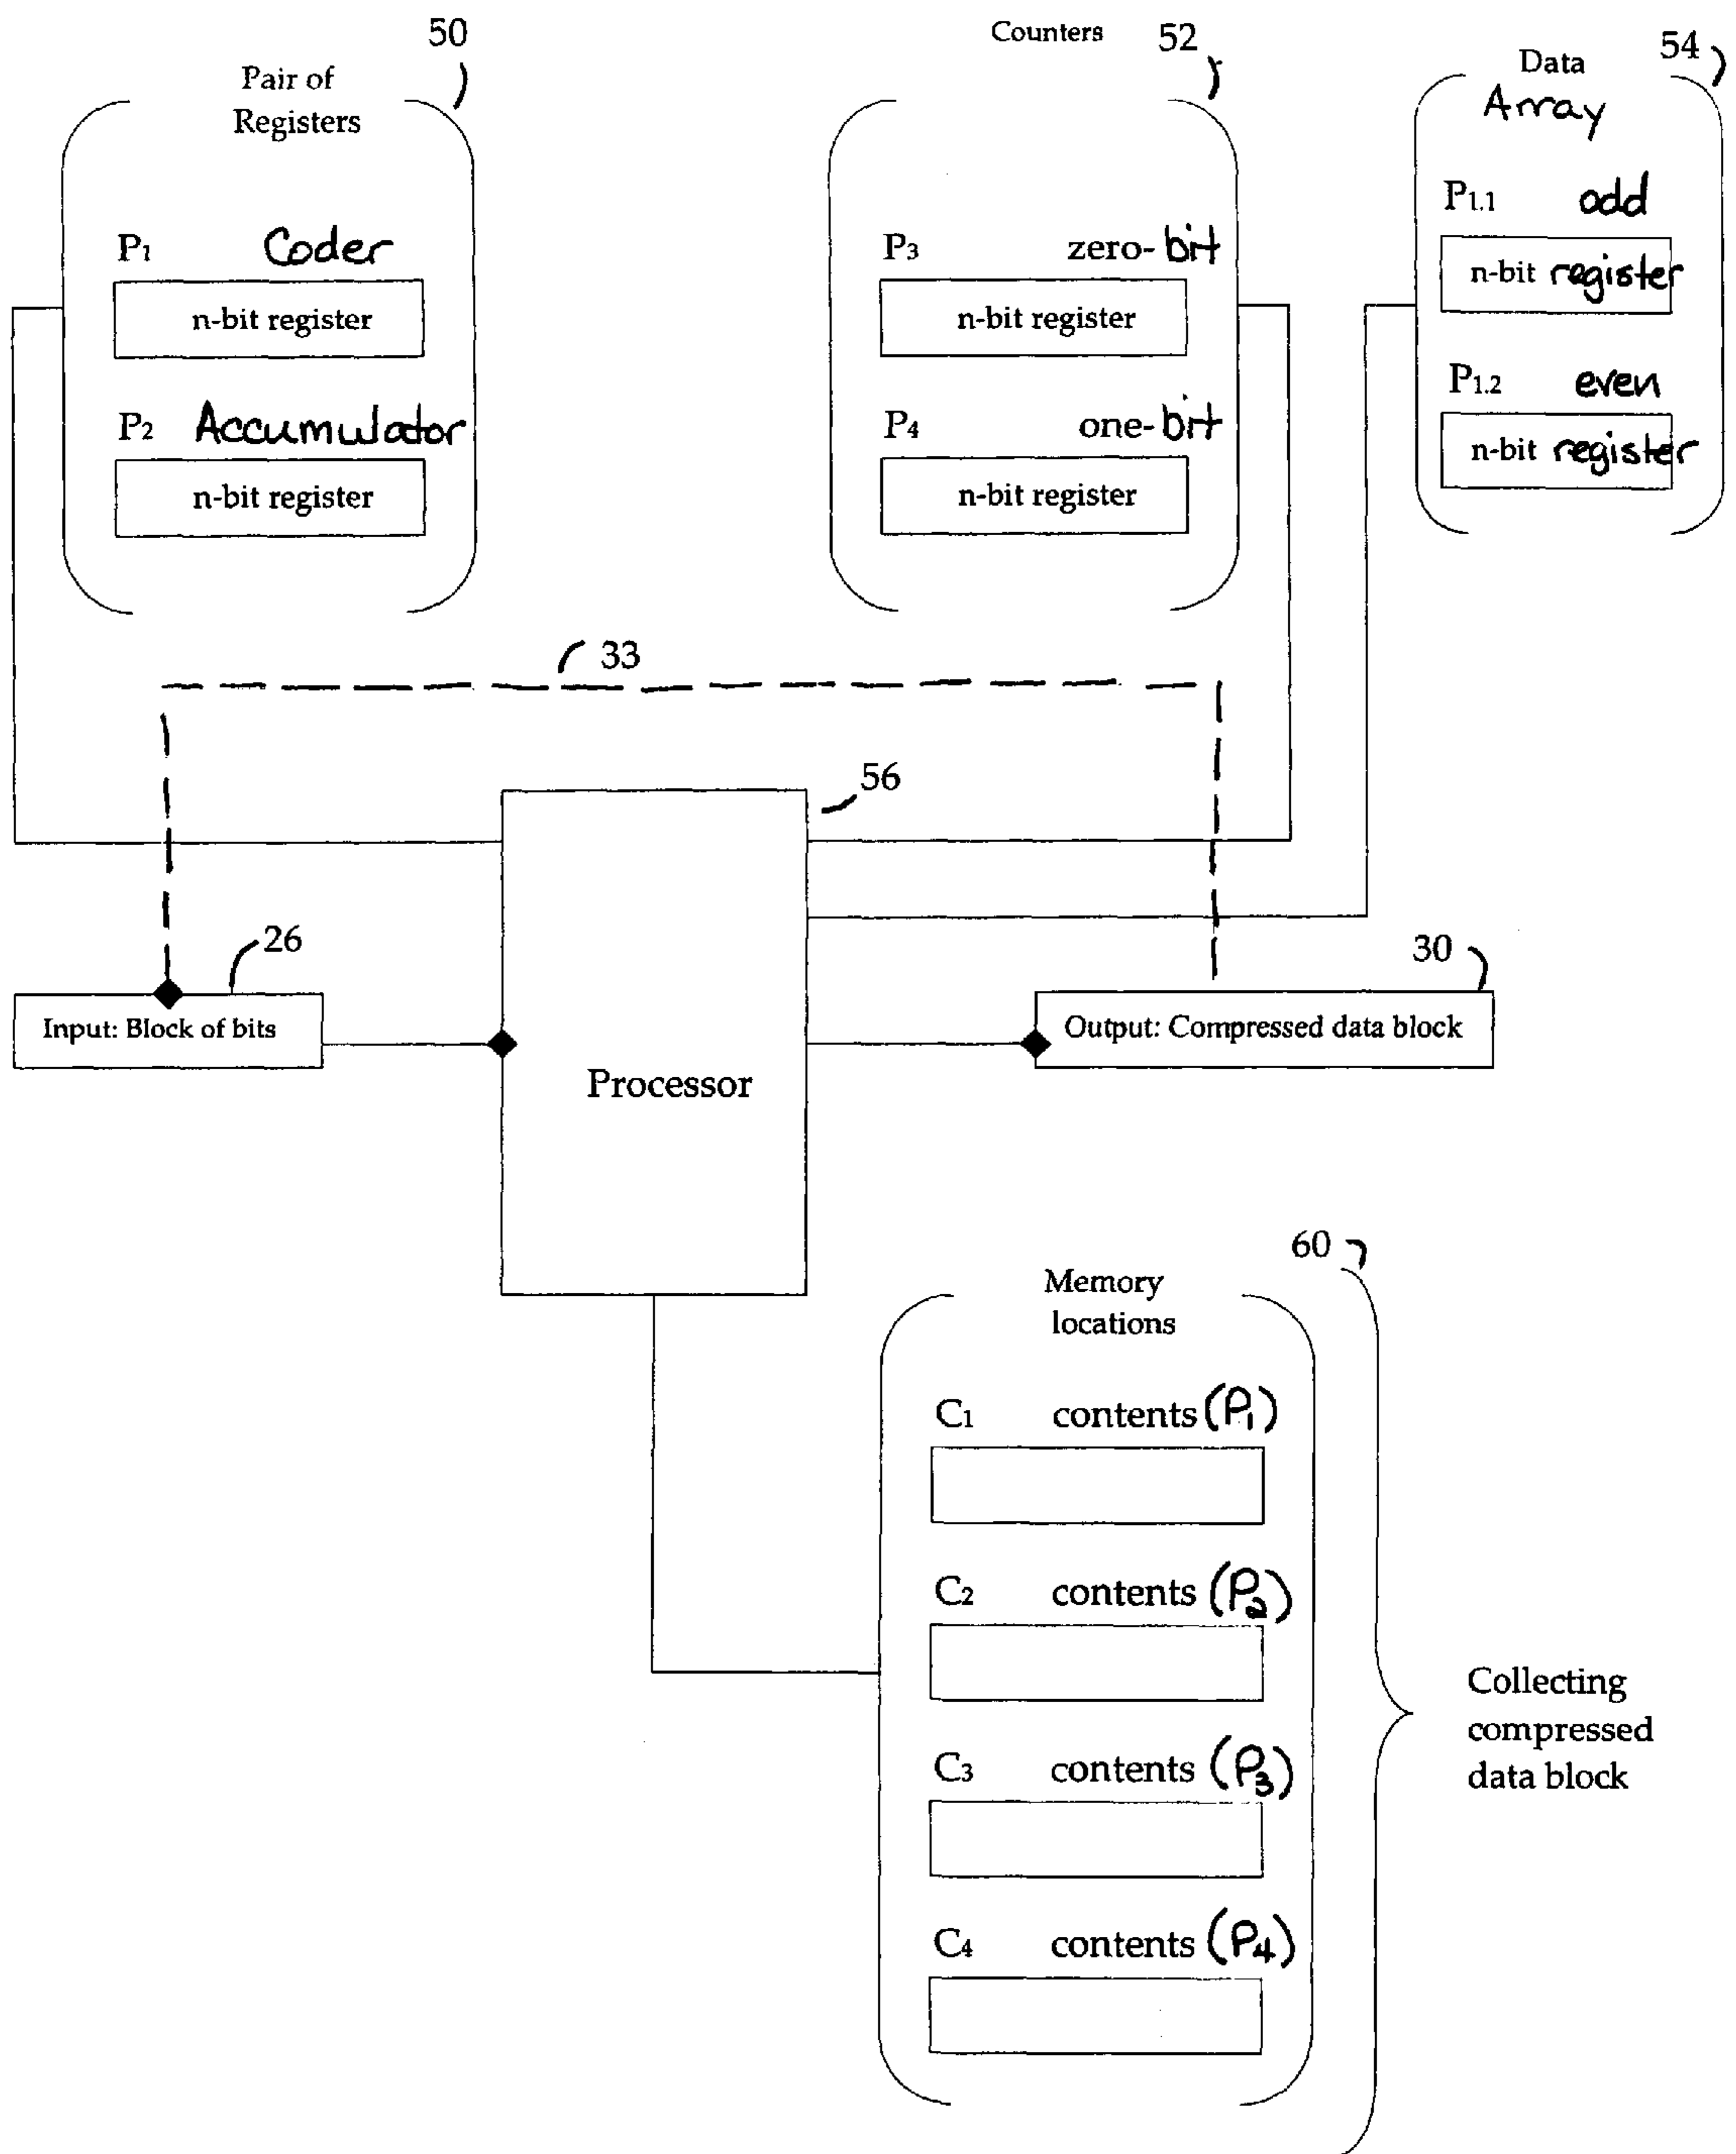 50
Pair of
Registers
P1 Coder
n-bit register
P2 Accumulator
n-bit register
Counters 52
P3 zero-bit
n-bit register
P4 one-bit
n-bit register
54
Data
Array
P1.1 odd
n-bit register
P1.2 even
n-bit register
33
56
26
Input: Block of bits
Processor
30
Output: Compressed data block
60
Memory
locations
C1 contents (P1)
C2 contents (P2)
C3 contents (P3)
C4 contents (P4)
Collecting
compressed
data block